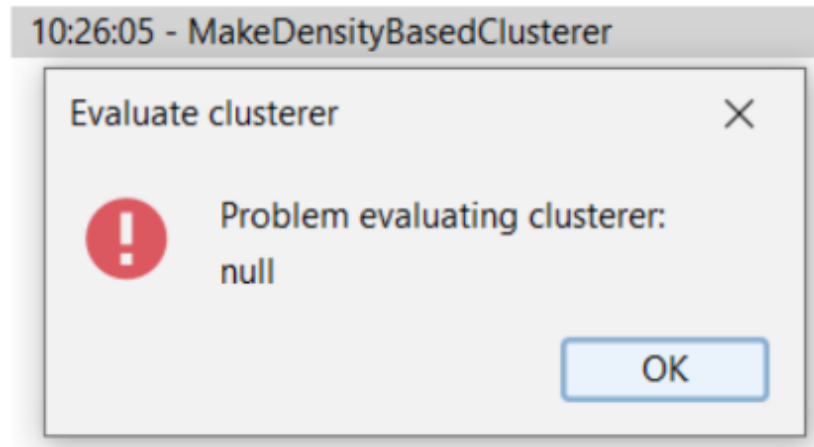 10:26:05 - MakeDensityBasedClusterer
Evaluate clusterer
Problem evaluating clusterer:
null
OK